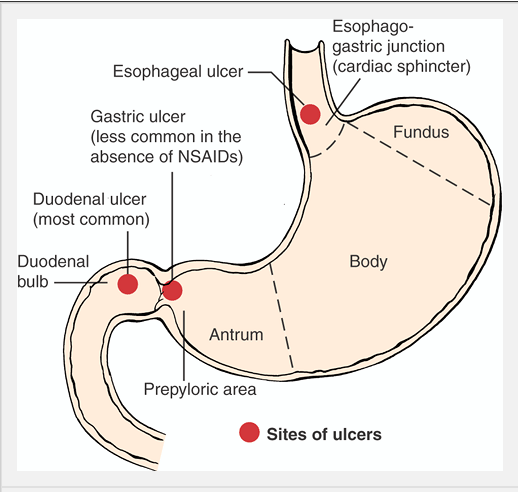 Esophago-
gastric junction
(cardiac sphincter)
Esophageal ulcer
Gastric ulcer
(less common in the
absence of NSAIDs)
Fundus
Duodenal ulcer
(most common)
Duodenal
bulb
Body
Antrum
Prepyloric area
Sites of ulcers